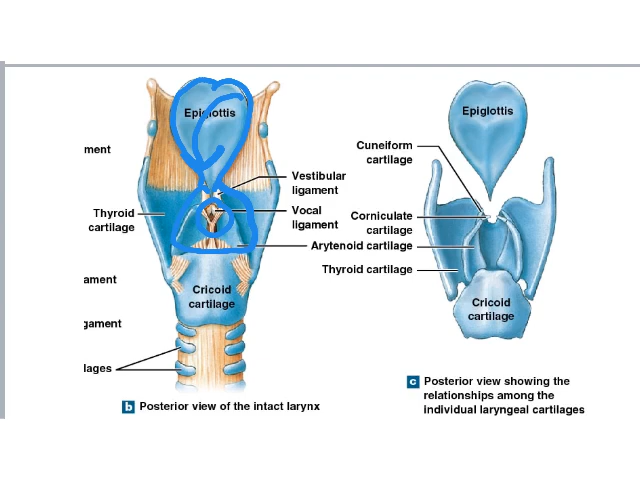 Epiglottis
ment
Vestibular
ligament
Thyroid
cartilage
Vocal
ligament
Arytenoid cartilage
ament
Cricoid
cartilage
gament
lages
b Posterior view of the intact larynx
Epiglottis
Cuneiform
cartilage
Corniculate
cartilage
Thyroid cartilage
Cricoid
cartilage
c Posterior view showing the
relationships among the
individual laryngeal cartilages